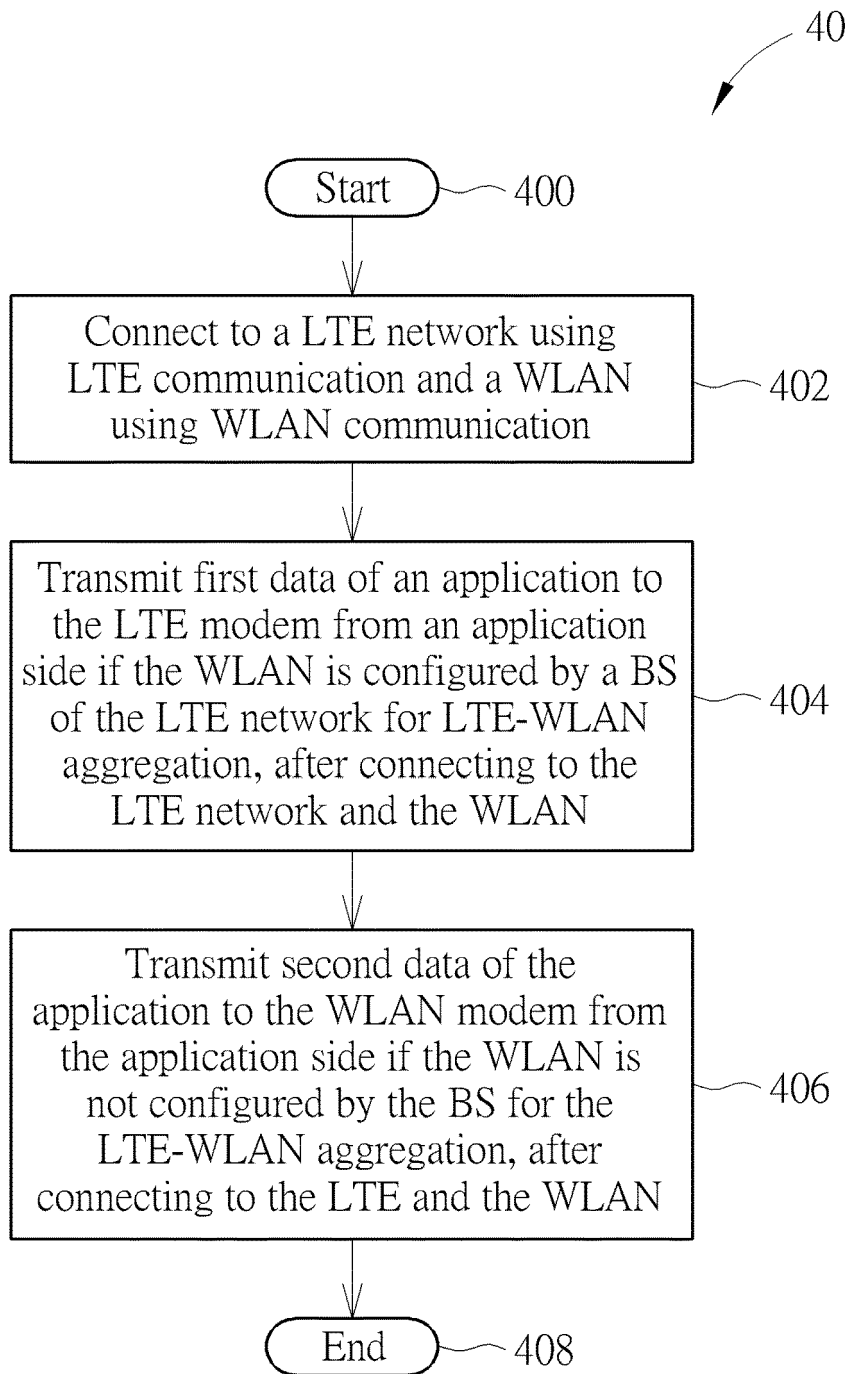 40
Start
400
Connect to a LTE network using
LTE communication and a WLAN
using WLAN communication
402
Transmit first data of an application to
the LTE modem from an application
side if the WLAN is configured by a BS
of the LTE network for LTE-WLAN
aggregation, after connecting to the
LTE network and the WLAN
404
Transmit second data of the
application to the WLAN modem from
the application side if the WLAN is
not configured by the BS for the
LTE-WLAN aggregation, after
connecting to the LTE and the WLAN
406
End
408